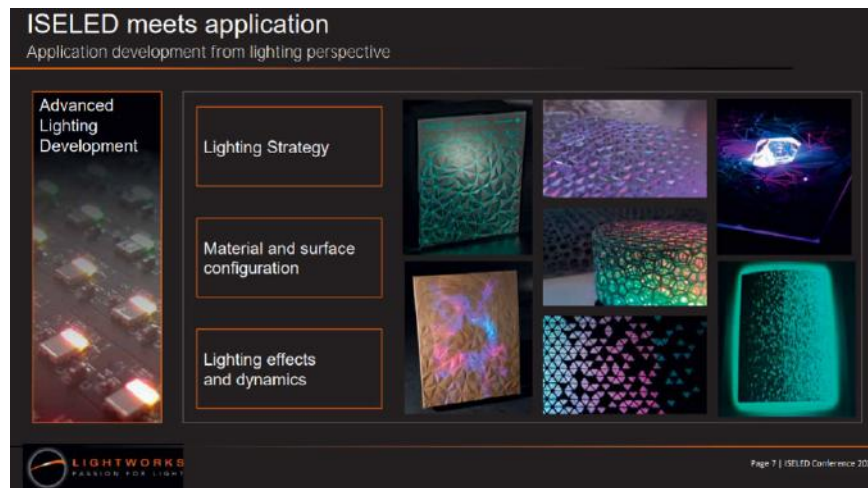 ISELED meets application
Application development from lighting perspective
Advanced
Lighting
Development
Lighting Strategy
Material and surface
configuration
Lighting effects
and dynamics
LIGHTWORKS
PASSION FOR LIGHT
Page 7 | ISELED Conference 20